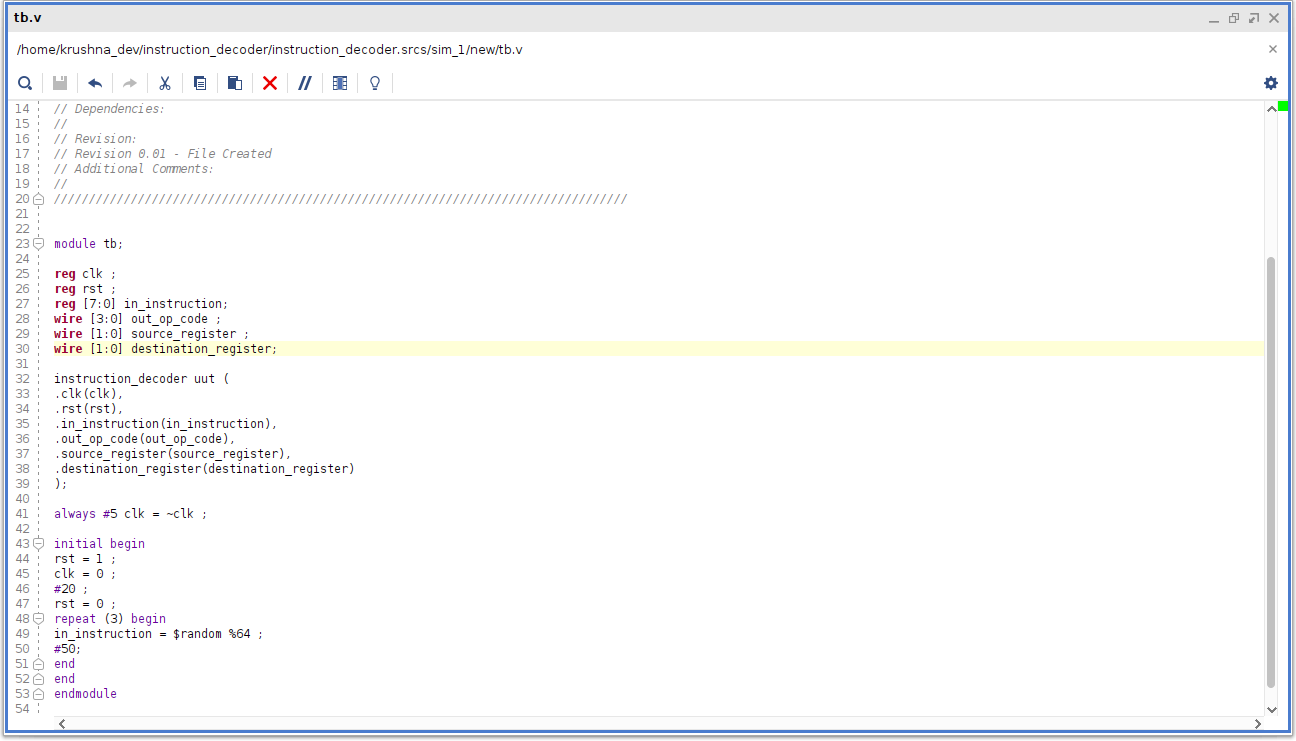 tb.v
/home/krushna_dev/instruction_decoder/instruction_decoder.srcs/sim_1/new/tb.v
14 // Dependencies:
15 //
16 // Revision:
17 // Revision 0.01 - File Created
18 // Additional Comments:
19 //
20 //////////////////////////////////////////////////////////////////////////////////
21
22
23 module tb;
24
25 reg clk ;
26 reg rst ;
27 reg [7:0] in_instruction;
28 wire [3:0] out_op_code ;
29 wire [1:0] source_register ;
30 wire [1:0] destination_register;
31
32 instruction_decoder uut (
33 .clk(clk),
34 .rst(rst),
35 .in_instruction(in_instruction),
36 .out_op_code(out_op_code),
37 .source_register(source_register),
38 .destination_register(destination_register)
39 );
40
41 always #5 clk = ~clk ;
42
43 initial begin
44 rst = 1 ;
45 clk = 0 ;
46 #20 ;
47 rst = 0 ;
48 repeat (3) begin
49 in_instruction = $random %64 ;
50 #50;
51 end
52 end
53 endmodule
54